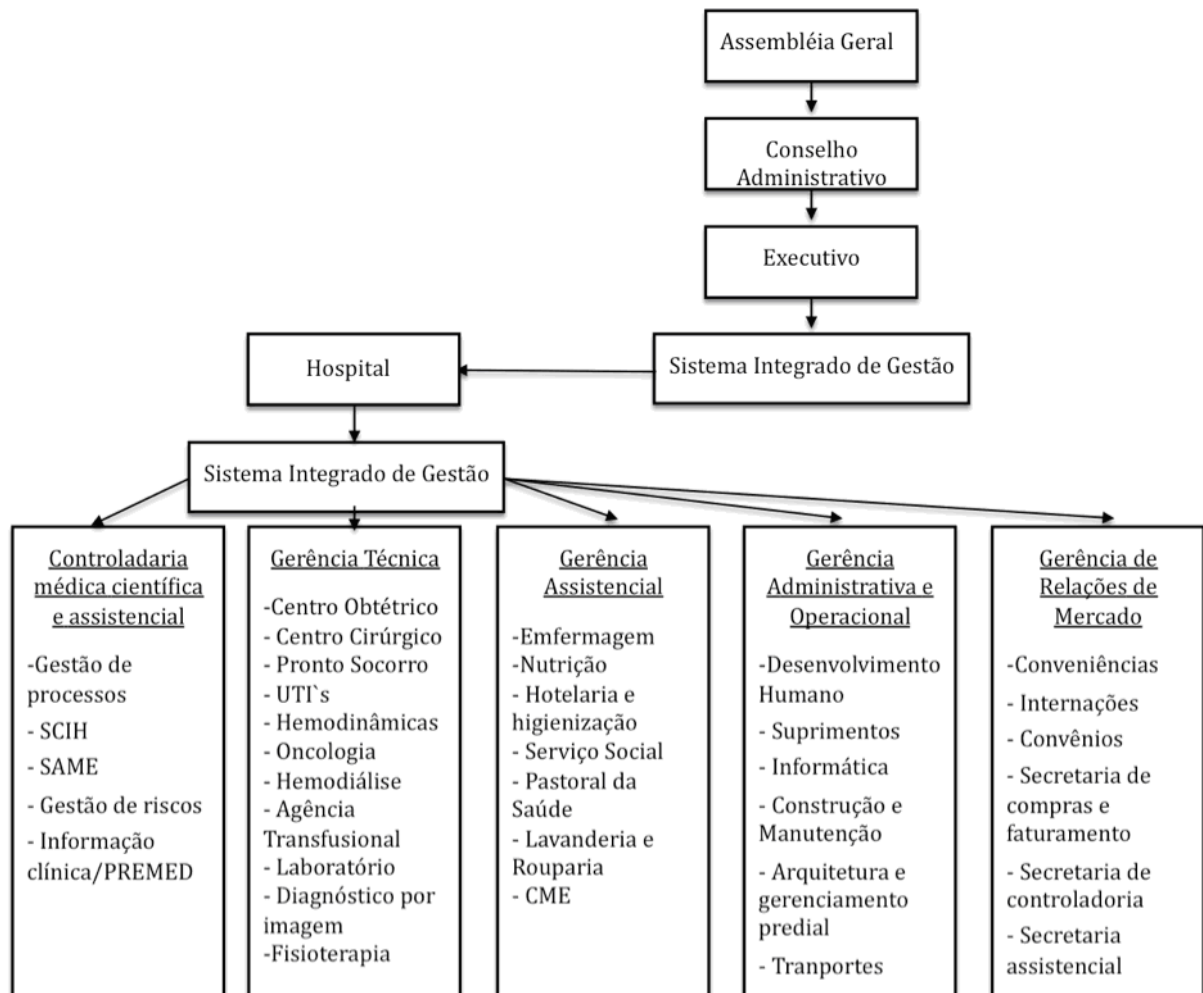 Assembléia Geral
Conselho
Administrativo
Executivo
Sistema Integrado de Gestão
Hospital
Sistema Integrado de Gestão
Controladaria
médica científica
e assistencial
-Gestão de
processos
- SCIH
- SAME
- Gestão de riscos
- Informação
clínica/PREMED
Gerência Técnica
-Centro Obtétrico
- Centro Cirúrgico
- Pronto Socorro
- UTI`s
- Hemodinâmicas
- Oncologia
- Hemodiálise
- Agência
Transfusional
- Laboratório
- Diagnóstico por
imagem
-Fisioterapia
Gerência
Assistencial
-Emfermagem
-Nutrição
- Hotelaria e
higienização
- Serviço Social
- Pastoral da
Saúde
- Lavanderia e
Rouparia
- CME
Gerência
Administrativa e
Operacional
-Desenvolvimento
Humano
- Suprimentos
- Informática
- Construção e
Manutenção
- Arquitetura e
gerenciamento
predial
- Tranportes
Gerência de
Relações de
Mercado
-Conveniências
- Internações
- Convênios
- Secretaria de
compras e
faturamento
- Secretaria de
controladoria
- Secretaria
assistencial